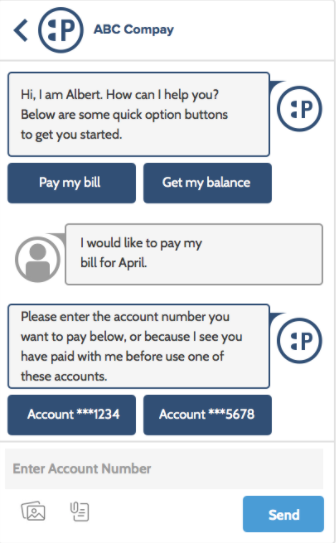 :P ABC Compay
Hi, I am Albert. How can I help you?
Below are some quick option buttons
to get you started.
:P
Pay my bill
Get my balance
I would like to pay my
bill for April.
Please enter the account number you
want to pay below, or because I see you
have paid with me before use one of
these accounts.
:P
Account ***1234
Account ***5678
Enter Account Number
Send